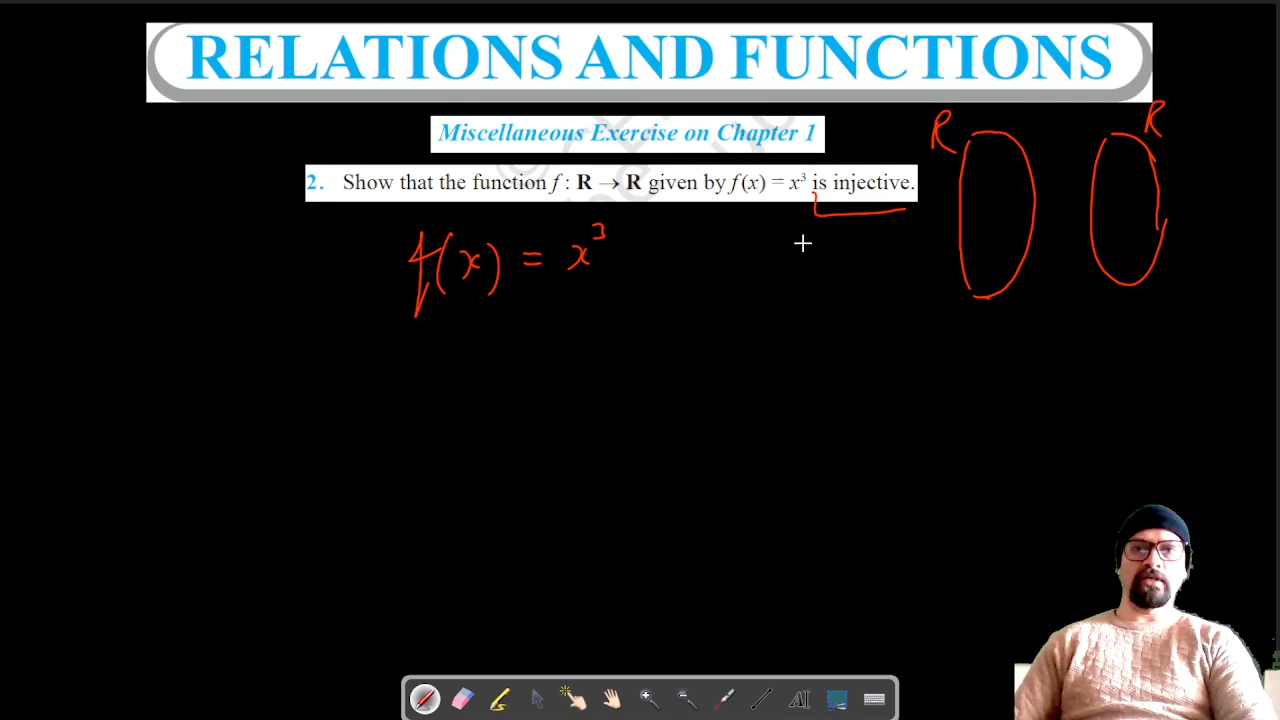 RELATIONS AND FUNCTIONS
Miscellaneous Exercise on Chapter 1
2. Show that the function f : R → R given by f(x) = x³ is injective.
R R
f(x) = x³
AI